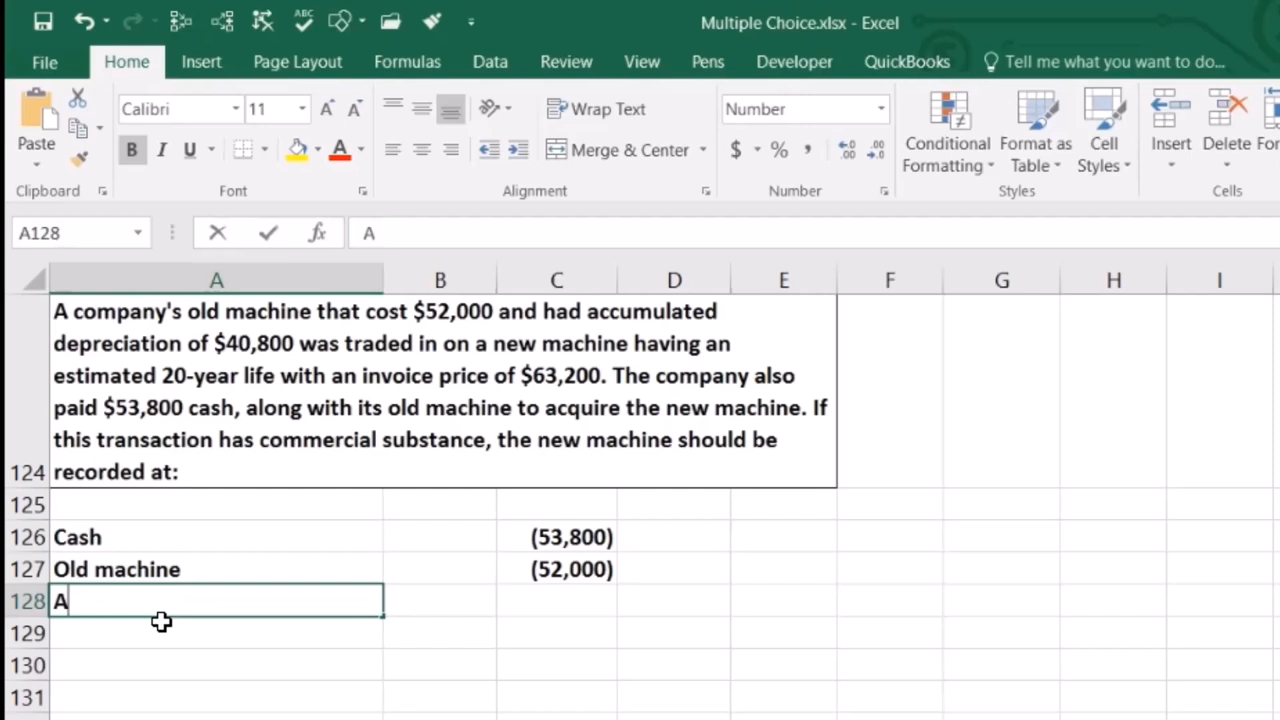 Multiple Choice.xlsx - Excel
File Home Insert Page Layout Formulas Data Review View Pens Developer QuickBooks Tell me what you want to do...
ABC
Paste
Clipboard
Calibri 11 A A
B I U A
Font
Wrap Text
Merge & Center
Alignment
Number
$ % ,
Number
Conditional Formatting
Format as Table
Cell Styles
Styles
Insert Delete
Cells
A128 fx A
A B C D E F G H I
A company's old machine that cost $52,000 and had accumulated
depreciation of $40,800 was traded in on a new machine having an
estimated 20-year life with an invoice price of $63,200. The company also
paid $53,800 cash, along with its old machine to acquire the new machine. If
this transaction has commercial substance, the new machine should be
124 recorded at:
125
126 Cash (53,800)
127 Old machine (52,000)
128 A
129
130
131